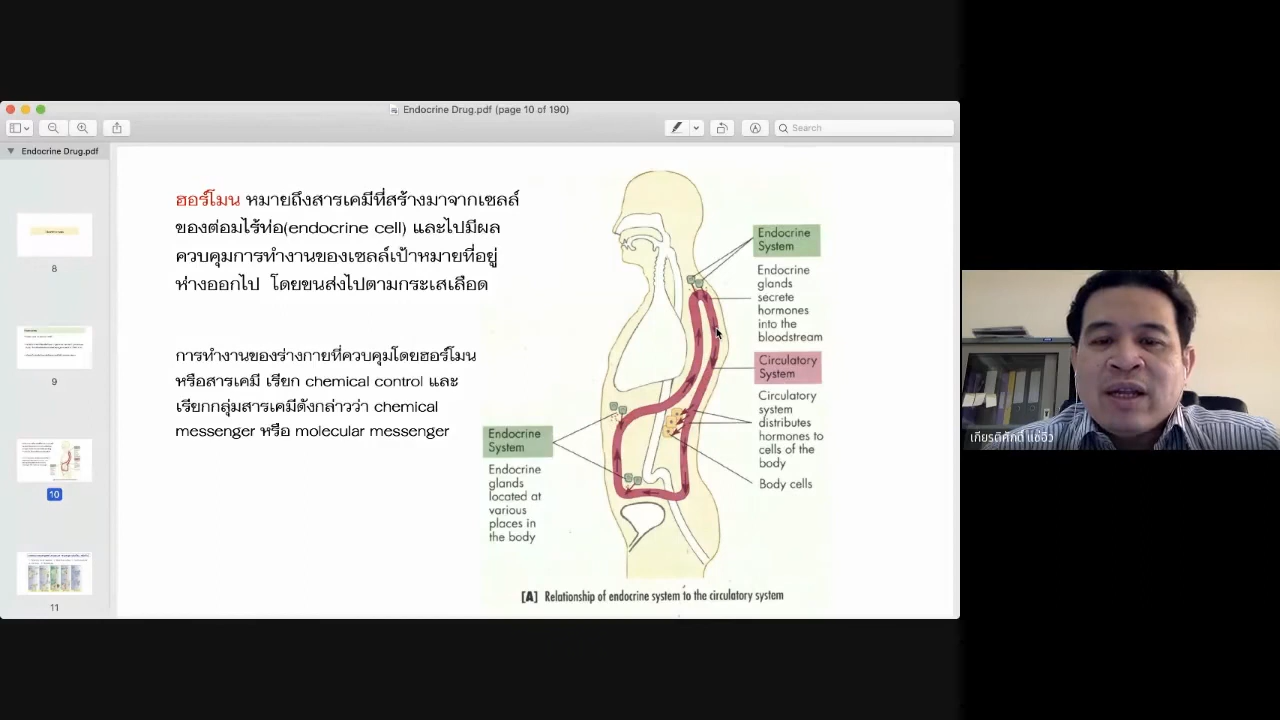 Endocrine Drug.pdf (page 10 of 190)
Search
Endocrine Drug.pdf
8
9
10
11
ฮอร์โมน หมายถึงสารเคมีที่สร้างมาจากเซลล์
ของต่อมไร้ท่อ(endocrine cell) และไปมีผล
ควบคุมการทำงานของเซลล์เป้าหมายที่อยู่
ห่างออกไป โดยขนส่งไปตามกระแสเลือด
การทำงานของร่างกายที่ควบคุมโดยฮอร์โมน
หรือสารเคมี เรียก chemical control และ
เรียกกลุ่มสารเคมีดังกล่าวว่า chemical
messenger หรือ molecular messenger
Endocrine
System
Endocrine
glands
secrete
hormones
into the
bloodstream
Circulatory
System
Circulatory
system
distributes
hormones to
cells of the
body
Body cells
Endocrine
System
Endocrine
glands
located at
various
places in
the body
[A] Relationship of endocrine system to the circulatory system
เกียรติศักดิ์ แซ่อิ๋ว